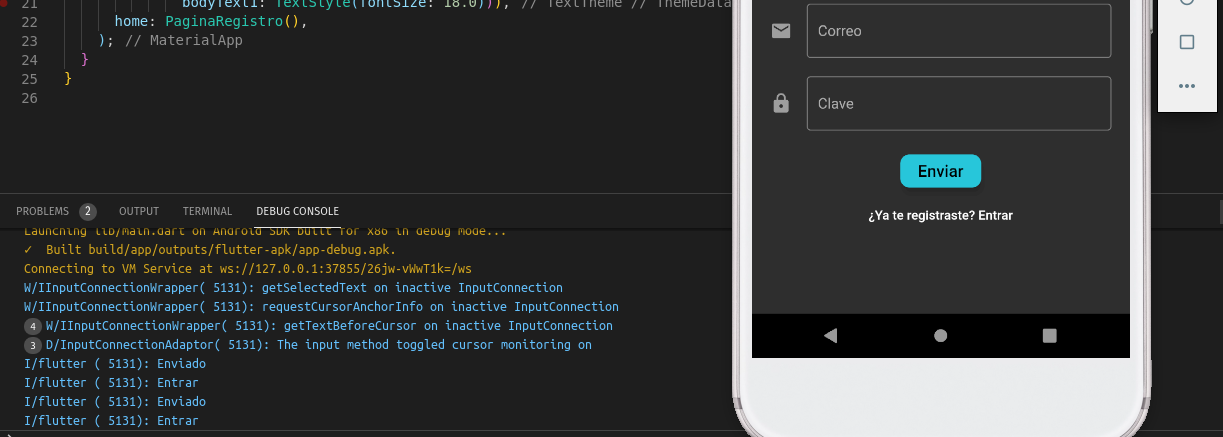 21 bodyText1: TextStyle(fontSize: 18.0))), // TextTheme // ThemeData
22 home: PaginaRegistro(),
23 ); // MaterialApp
24 }
25 }
26
PROBLEMS 2 OUTPUT TERMINAL DEBUG CONSOLE
Launching lib/main.dart on Android SDK built for x86 in debug mode...
✓ Built build/app/outputs/flutter-apk/app-debug.apk.
Connecting to VM Service at ws://127.0.0.1:37855/26jw-vWwT1k=/ws
W/IInputConnectionWrapper( 5131): getSelectedText on inactive InputConnection
W/IInputConnectionWrapper( 5131): requestCursorAnchorInfo on inactive InputConnection
4 W/IInputConnectionWrapper( 5131): getTextBeforeCursor on inactive InputConnection
3 D/InputConnectionAdaptor( 5131): The input method toggled cursor monitoring on
I/flutter ( 5131): Enviado
I/flutter ( 5131): Entrar
I/flutter ( 5131): Enviado
I/flutter ( 5131): Entrar
Correo
Clave
Enviar
¿Ya te registraste? Entrar